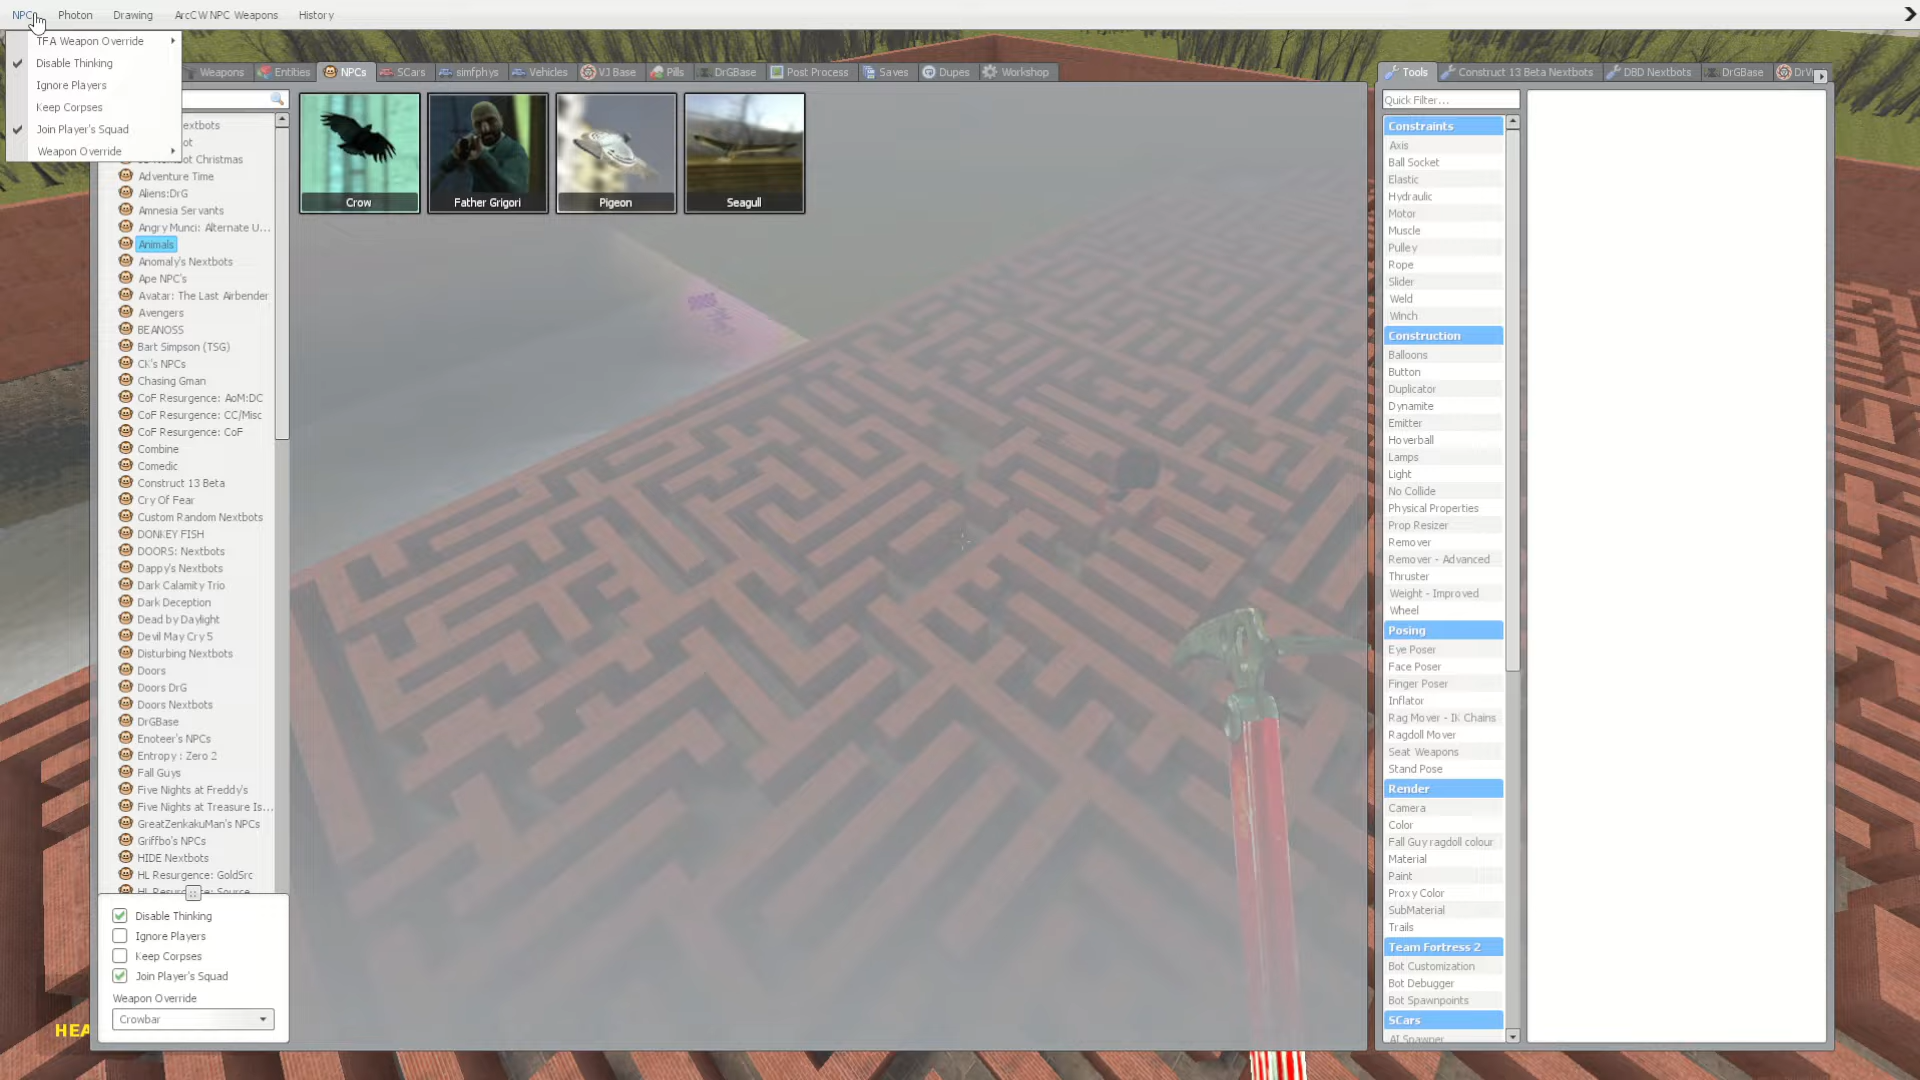 NPCs Photon Drawing ArcCW NPC Weapons History
TFA Weapon Override
Disable Thinking
Ignore Players
Keep Corpses
Join Player's Squad
Weapon Override
Weapons Entities NPCs SCars simfphys Vehicles VJ Base Pills DrGBase Post Process Saves Dupes Workshop
Adventure Time
Aliens:DrG
Amnesia Servants
Angry Munci: Alternate U...
Animals
Anomaly's Nextbots
Ape NPC's
Avatar: The Last Airbender
Avengers
BEANOSS
Bart Simpson (TSG)
CK's NPCs
Chasing Gman
CoF Resurgence: AoM:DC
CoF Resurgence: CC/Misc
CoF Resurgence: CoF
Combine
Comedic
Construct 13 Beta
Cry Of Fear
Custom Random Nextbots
DONKEY FISH
DOORS: Nextbots
Dappy's Nextbots
Dark Calamity Trio
Dark Deception
Dead by Daylight
Devil May Cry 5
Disturbing Nextbots
Doors
Doors DrG
Doors Nextbots
DrGBase
Enoteer's NPCs
Entropy : Zero 2
Fall Guys
Five Nights at Freddy's
Five Nights at Treasure Is...
GreatZenkakuMan's NPCs
Griffbo's NPCs
HIDE Nextbots
HL Resurgence: GoldSrc
HL Resurgence: Source
Disable Thinking
Ignore Players
Keep Corpses
Join Player's Squad
Weapon Override
Crowbar
HEA
Crow
Father Grigori
Pigeon
Seagull
Tools Construct 13 Beta Nextbots DBD Nextbots DrGBase
Quick Filter...
Constraints
Axis
Ball Socket
Elastic
Hydraulic
Motor
Muscle
Pulley
Rope
Slider
Weld
Winch
Construction
Balloons
Button
Duplicator
Dynamite
Emitter
Hoverball
Lamps
Light
No Collide
Physical Properties
Prop Resizer
Remover
Remover - Advanced
Thruster
Weight - Improved
Wheel
Posing
Eye Poser
Face Poser
Finger Poser
Inflator
Rag Mover - IK Chains
Ragdoll Mover
Seat Weapons
Stand Pose
Render
Camera
Color
Fall Guy ragdoll colour
Material
Paint
Proxy Color
SubMaterial
Trails
Team Fortress 2
Bot Customization
Bot Debugger
Bot Spawnpoints
SCars
AI Spawner